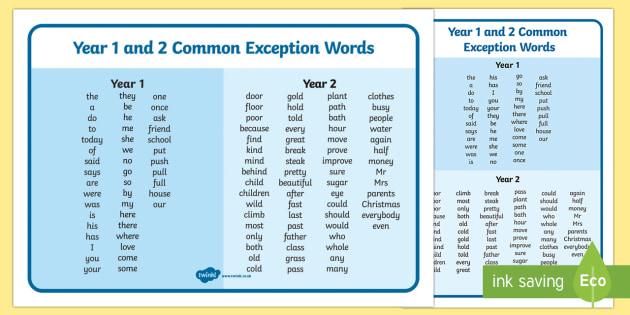 Year 1 and 2 Common Exception Words
Year 1
the they one
a be once
do he ask
to me friend
today she school
of we put
said no push
says go pull
are so full
were by house
was my our
is here
his there
has where
I love
you come
your some
Year 2
door gold plant clothes
floor hold path busy
poor told bath people
because every hour water
find great move again
kind break prove half
mind steak improve money
behind pretty sure Mr
child beautiful sugar Mrs
children after eye parents
wild fast could Christmas
climb last should everybody
most past would even
only father who
both class whole
old grass any
cold pass many
twinkl
www.twinkl.co.uk
Year 1 and 2 Common
Exception Words
Year 1
the his go ask
a has so friend
do I by school
to you my put
today your here push
of they there pull
said be where full
says he love house
are me come our
were she some
was we one
is no once
Year 2
climb break pass could again
most steak plant should half
only pretty path would money
both beautiful bath who Mr
old after hour whole Mrs
cold fast move any parents
gold last prove many Christmas
hold past improve clothes everybody
told father sure busy even
every class sugar people
great
ink saving Eco